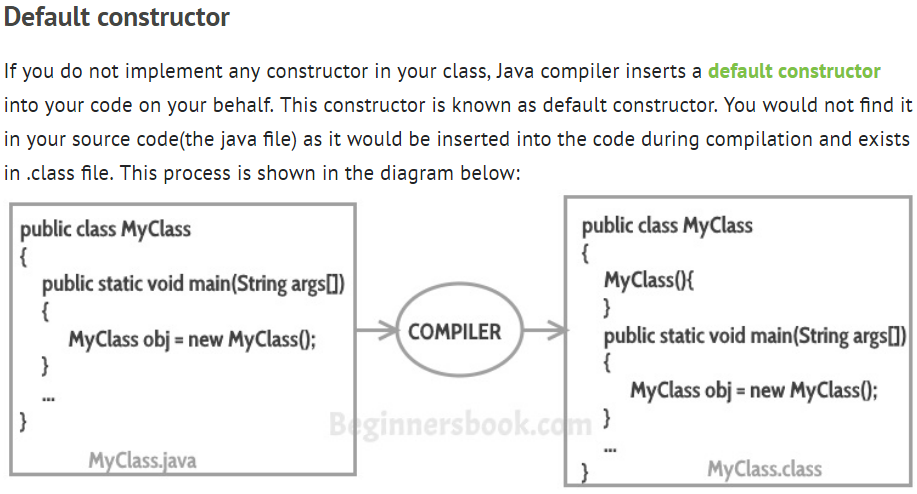 Default constructor
If you do not implement any constructor in your class, Java compiler inserts a default constructor
into your code on your behalf. This constructor is known as default constructor. You would not find it
in your source code(the java file) as it would be inserted into the code during compilation and exists
in .class file. This process is shown in the diagram below:
public class MyClass
{
public static void main(String args[])
{
MyClass obj = new MyClass();
}
...
}
MyClass.java
COMPILER
public class MyClass
{
MyClass(){
}
public static void main(String args[])
{
MyClass obj = new MyClass();
}
...
}
MyClass.class
Beginnersbook.com